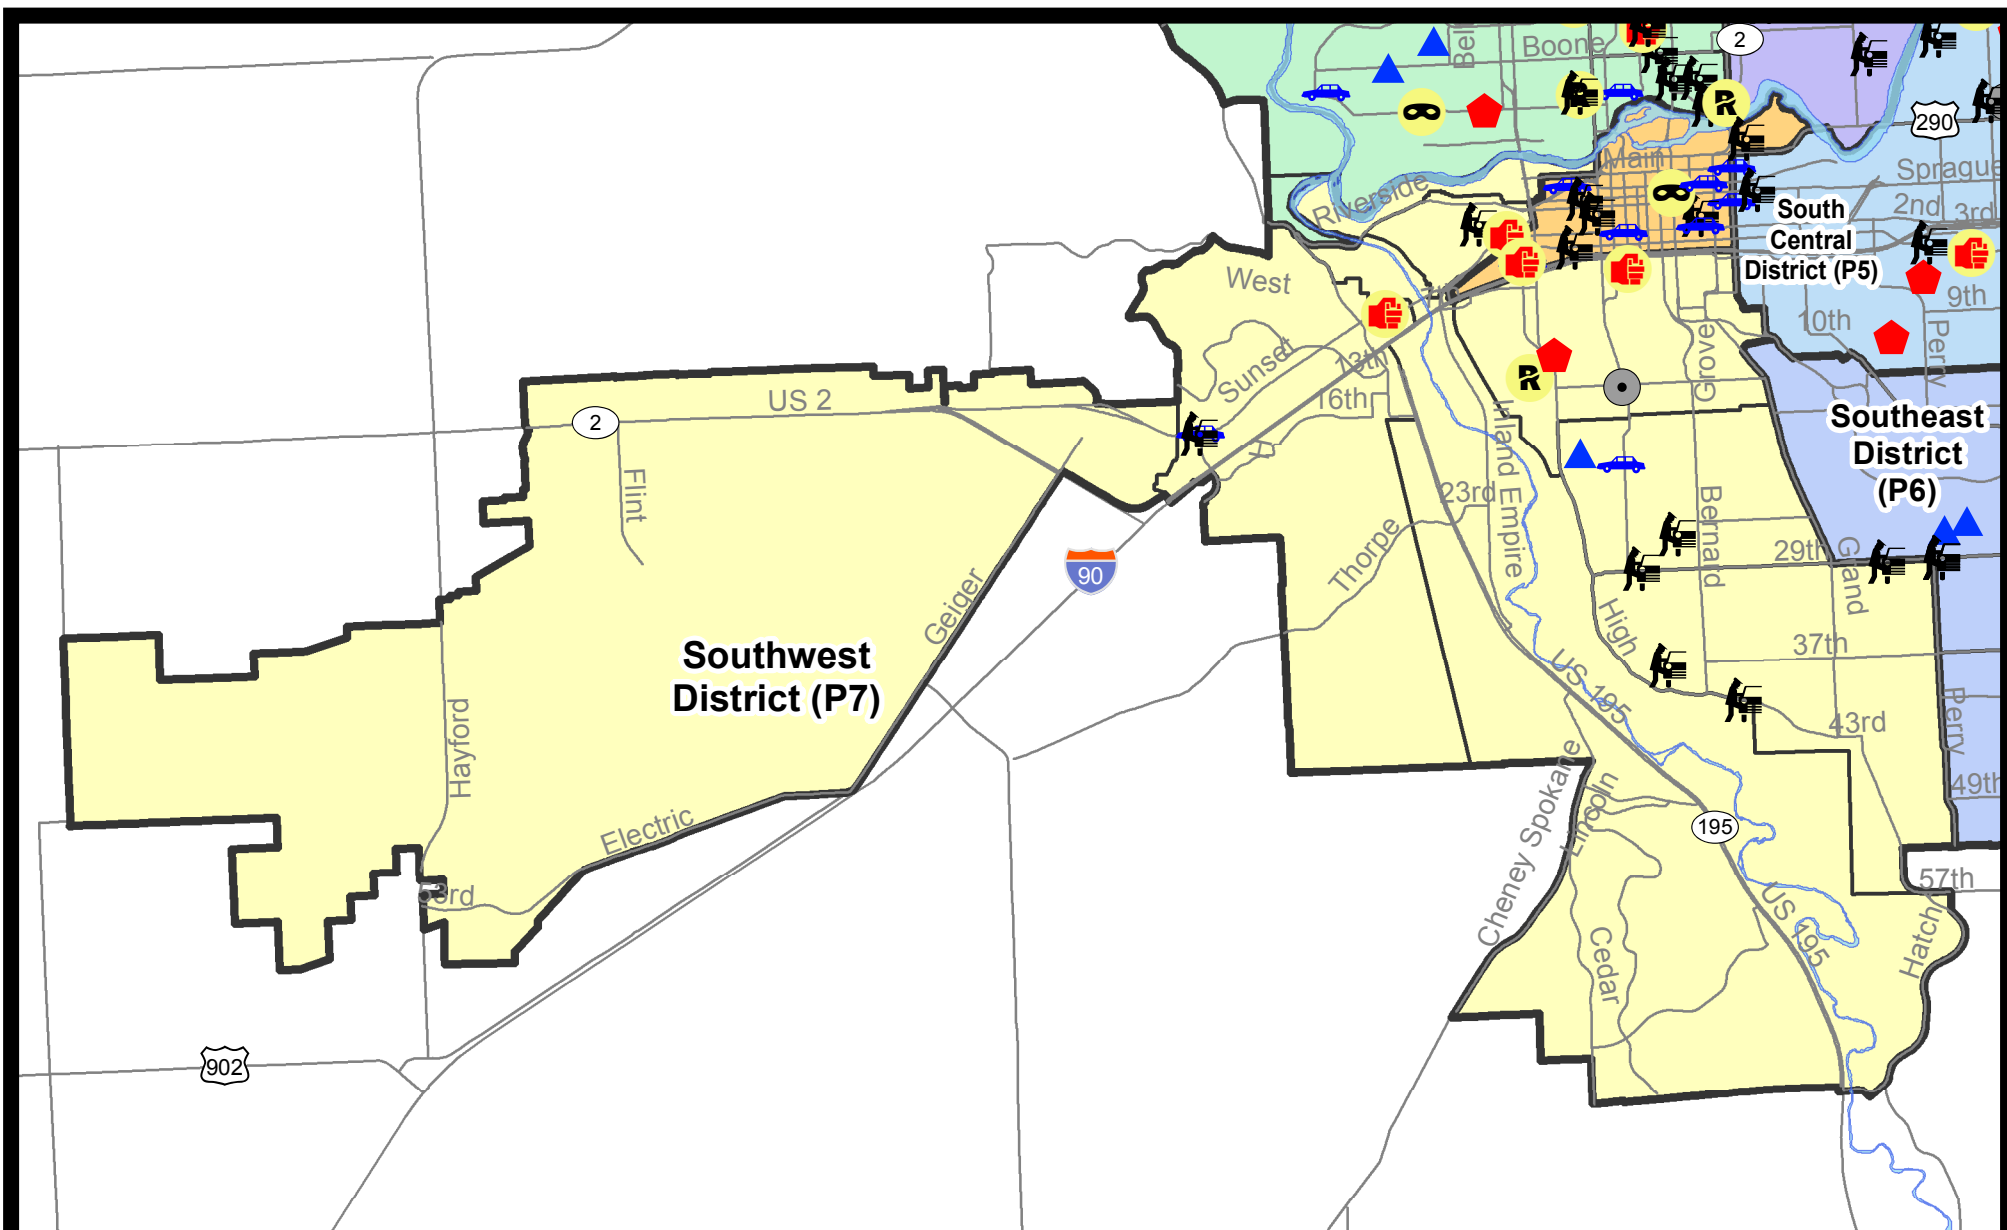 Bel
Boone
2
290
Main
Sprague
Riverside
2nd
3rd
South
Central
District (P5)
West
7th
9th
10th
Perry
Grove
Sunset
13th
16th
US 2
2
Flint
Southeast
District
(P6)
Inland Empire
23rd
Bernard
Thorpe
29th
Grand
90
Geiger
High
Southwest
District (P7)
37th
US 195
Perry
43rd
Hayford
Cheney Spokane
Lincoln
49th
195
Electric
53rd
57th
US 195
Hatch
Cedar
902
R
R